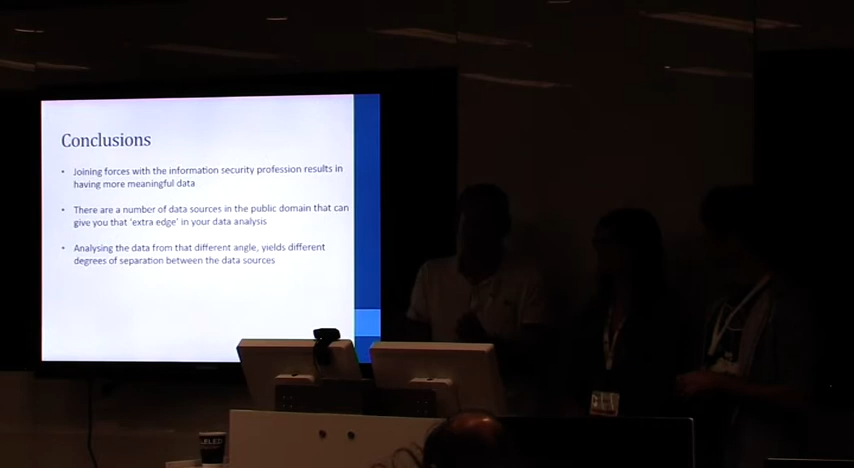 Conclusions
• Joining forces with the information security profession results in
having more meaningful data
• There are a number of data sources in the public domain that can
give you that 'extra edge' in your data analysis
• Analysing the data from that different angle, yields different
degrees of separation between the data sources